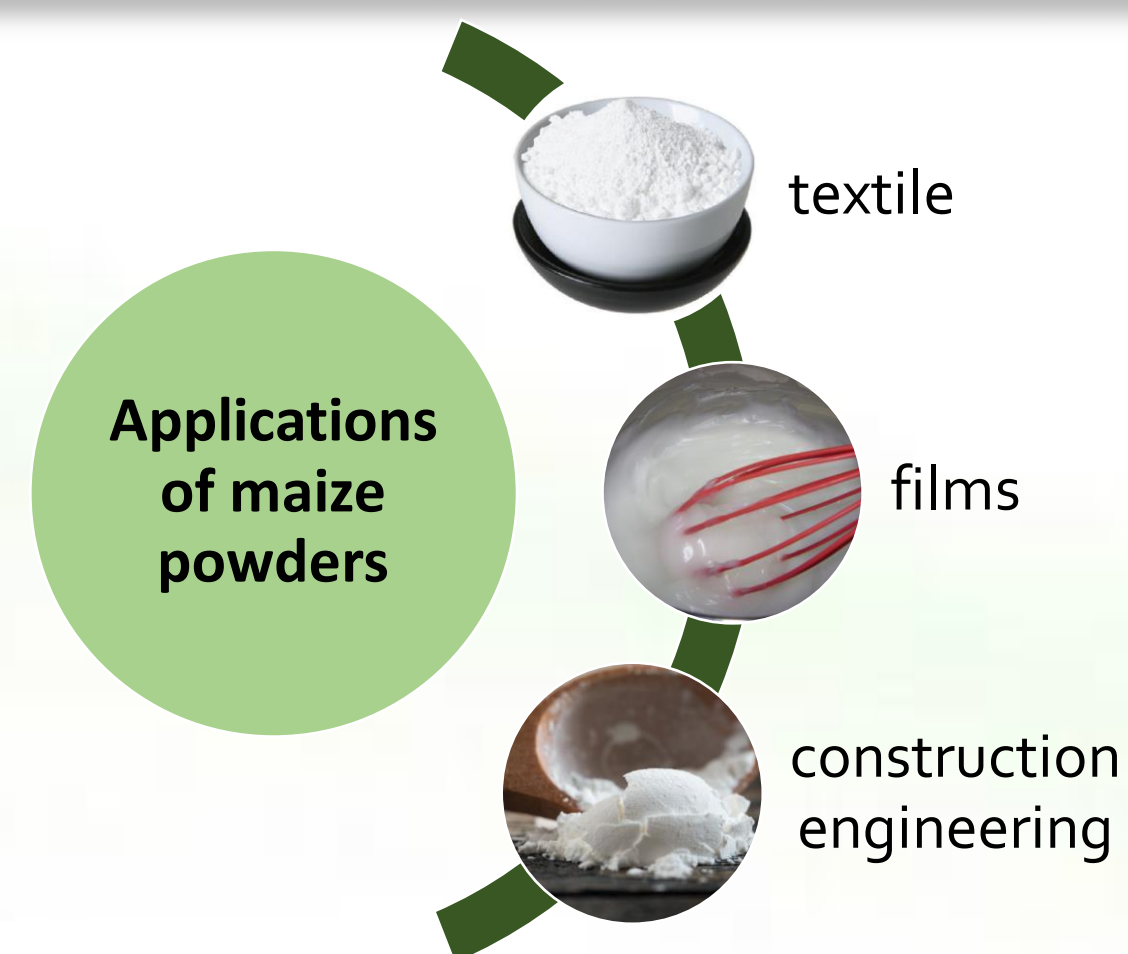 Applications
of maize
powders
textile
films
construction
engineering